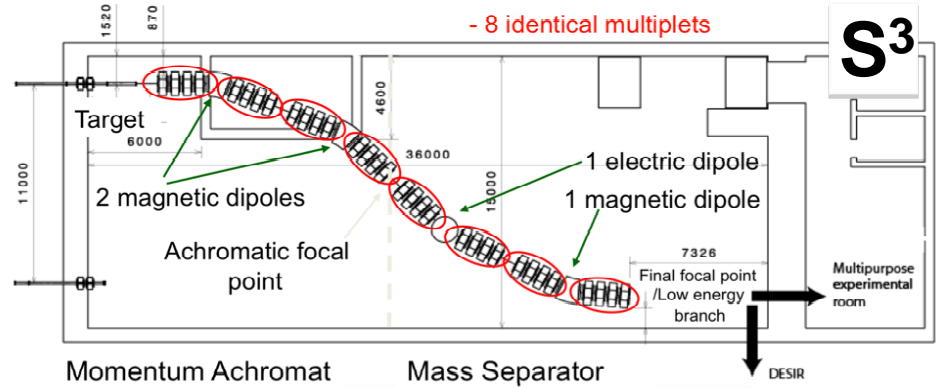 - 8 identical multiplets
S3
1520
870
Target
6000
4600
36000
11000
15000
2 magnetic dipoles
1 electric dipole
1 magnetic dipole
Achromatic focal
point
7326
Final focal point
/Low energy
branch
Multipurpose
experimental
room
DESIR
Momentum Achromat
Mass Separator